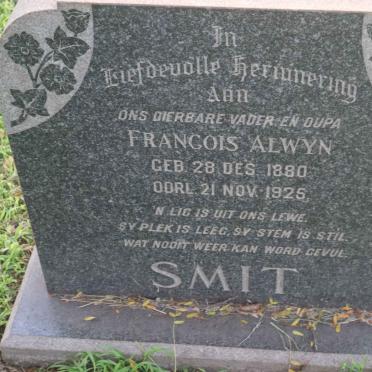 In
Liefdevolle Herinnering
Aan
ONS DIERBARE VADER EN OUPA
FRANCOIS ALWYN
GEB. 28 DES. 1880
OORL. 21 NOV. 1925
'N LIG IS UIT ONS LEWE,
SY PLEK IS LEEG, SY STEM IS STIL.
WAT NOOIT WEER KAN WORD GEVUL.
SMIT